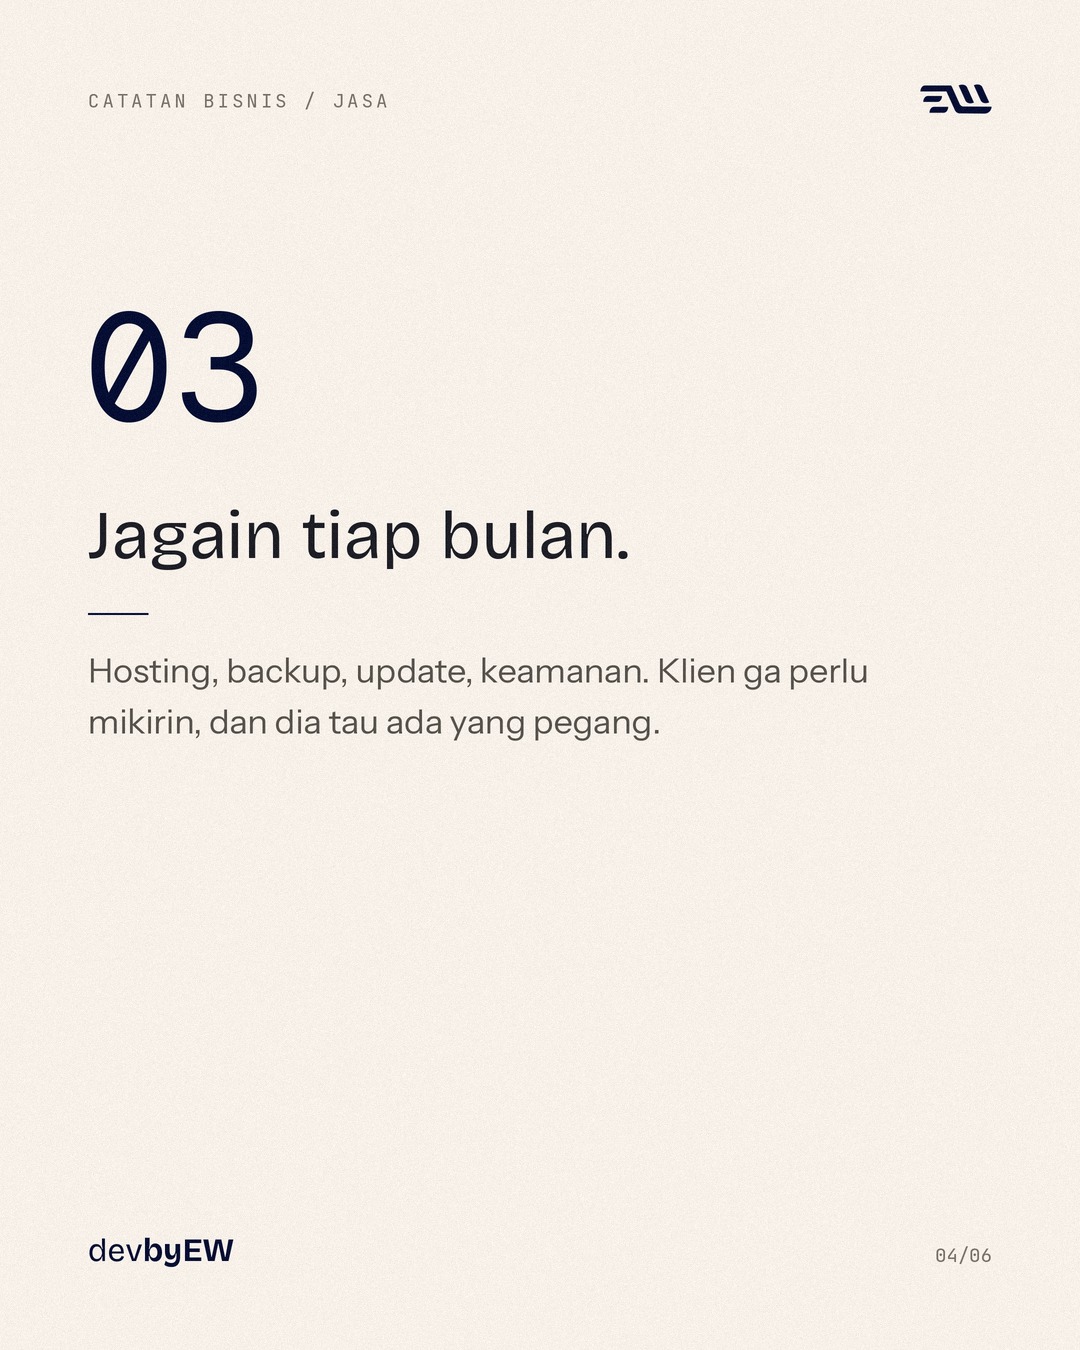 CATATAN BISNIS / JASA
EW
03
Jagain tiap bulan.
Hosting, backup, update, keamanan. Klien ga perlu
mikirin, dan dia tau ada yang pegang.
devbyEW
04/06